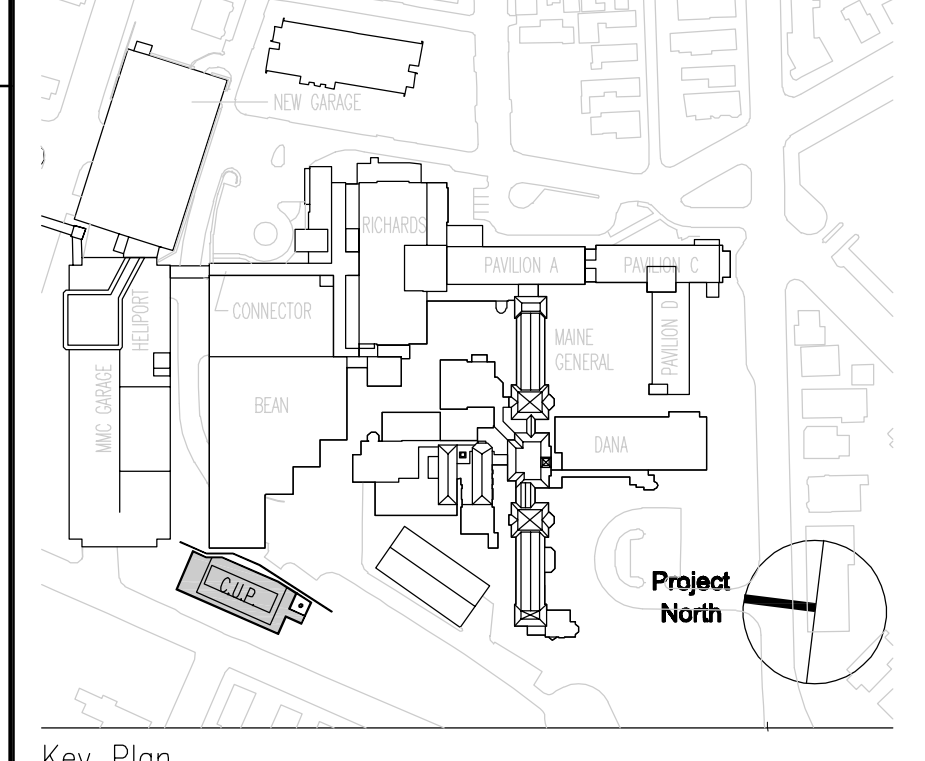 NEW GARAGE
RICHARDS
PAVILION A
PAVILION C
HELIPORT
CONNECTOR
PAVILION D
MAINE
GENERAL
MMC GARAGE
BEAN
DANA
C.U.P.
Project
North
Key Plan